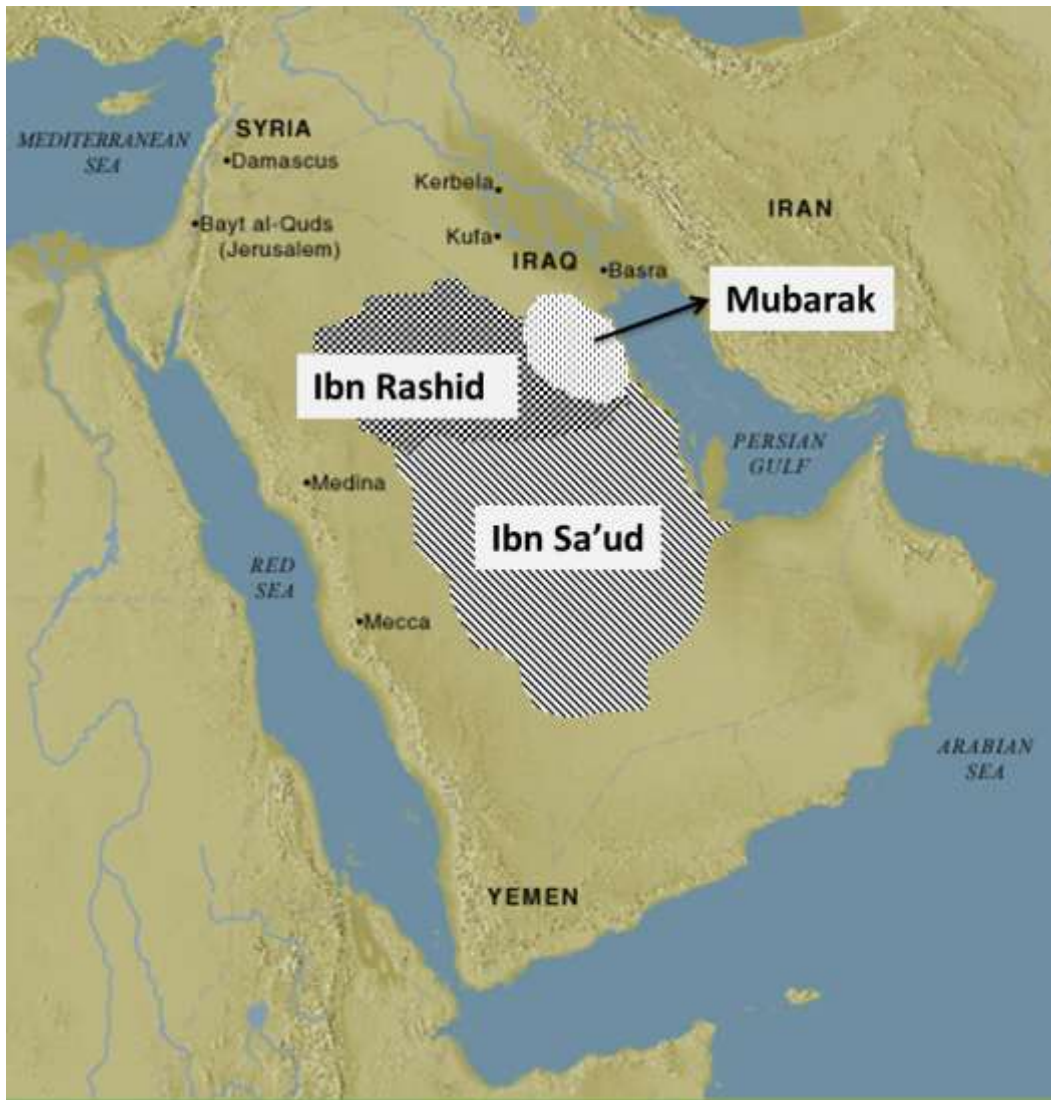 MEDITERRANEAN
SEA
SYRIA
•Damascus
Kerbela•
•Bayt al-Quds
(Jerusalem)
Kufa•
IRAQ
•Basra
IRAN
Mubarak
Ibn Rashid
PERSIAN
GULF
•Medina
Ibn Sa’ud
RED
SEA
•Mecca
ARABIAN
SEA
YEMEN